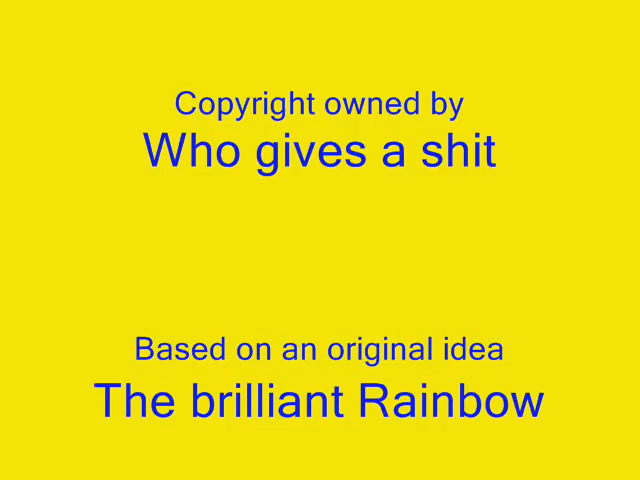 Copyright owned by
Who gives a shit
Based on an original idea
The brilliant Rainbow